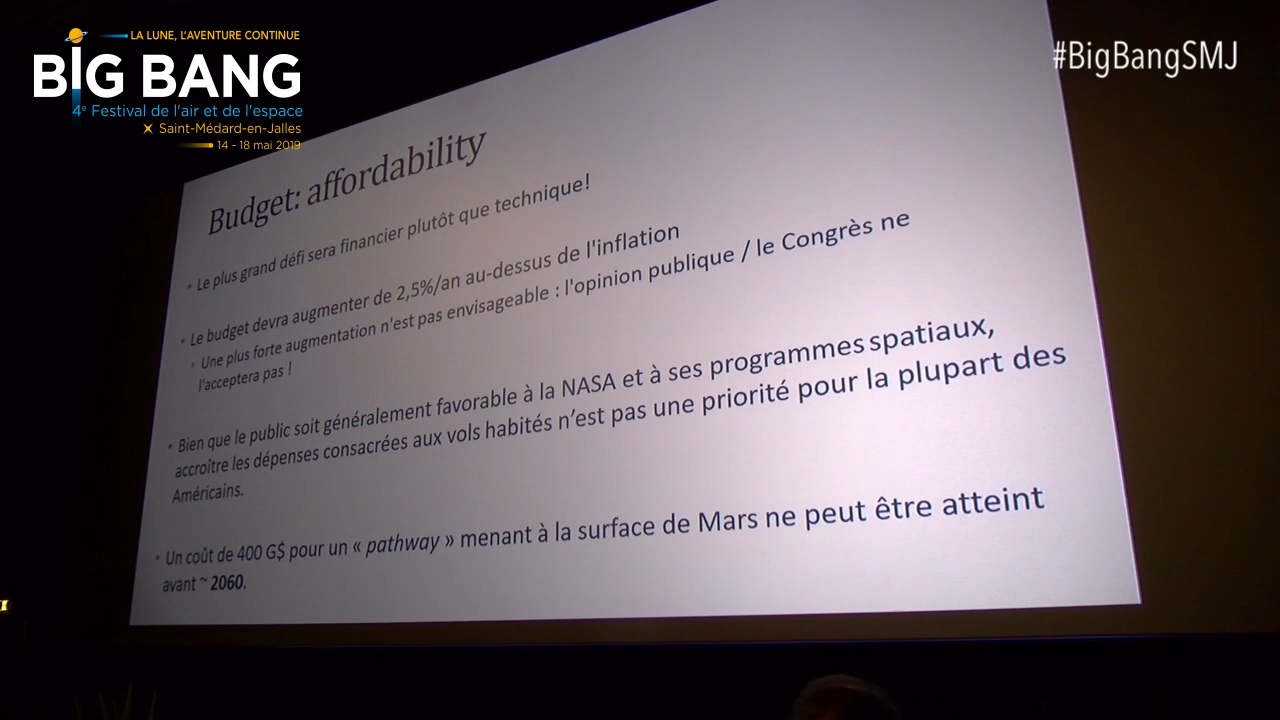 LA LUNE, L'AVENTURE CONTINUE
BIG BANG
4e Festival de l'air et de l'espace
Saint-Médard-en-Jalles
14 - 18 mai 2019
#BigBangSMJ
Budget: affordability
• Le plus grand défi sera financier plutôt que technique!
• Le budget devra augmenter de 2,5%/an au-dessus de l'inflation
• Une plus forte augmentation n'est pas envisageable : l'opinion publique / le Congrès ne
l'acceptera pas !
• Bien que le public soit généralement favorable à la NASA et à ses programmes spatiaux,
accroître les dépenses consacrées aux vols habités n’est pas une priorité pour la plupart des
Américains.
• Un coût de 400 G$ pour un « pathway » menant à la surface de Mars ne peut être atteint
avant ~ 2060.